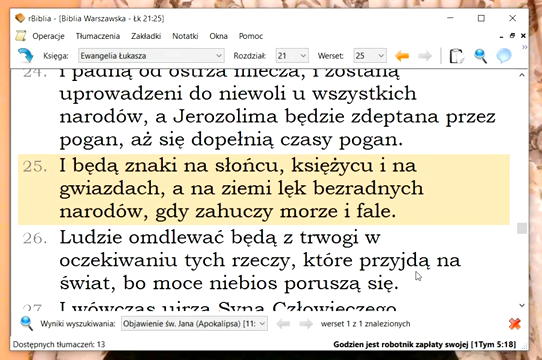 rBiblia - [Biblia Warszawska - Łk 21:25]
Operacje Tłumaczenia Zakładki Notatki Okna Pomoc
Księga: Ewangelia Łukasza Rozdział: 21 Werset: 25
24. I padną od ostrza miecza, i zostaną
uprowadzeni do niewoli u wszystkich
narodów, a Jerozolima będzie zdeptana przez
pogan, aż się dopełnią czasy pogan.
25. I będą znaki na słońcu, księżycu i na
gwiazdach, a na ziemi lęk bezradnych
narodów, gdy zahuczy morze i fale.
26. Ludzie omdlewać będą z trwogi w
oczekiwaniu tych rzeczy, które przyjdą na
świat, bo moce niebios poruszą się.
27. I wówczas ujrzą Syna Człowieczego
Wyniki wyszukiwania: Objawienie św. Jana (Apokalipsa) [11: werset 1 z 1 znalezionych
Dostępnych tłumaczeń: 13 Godzien jest robotnik zapłaty swojej [1Tym 5:18]